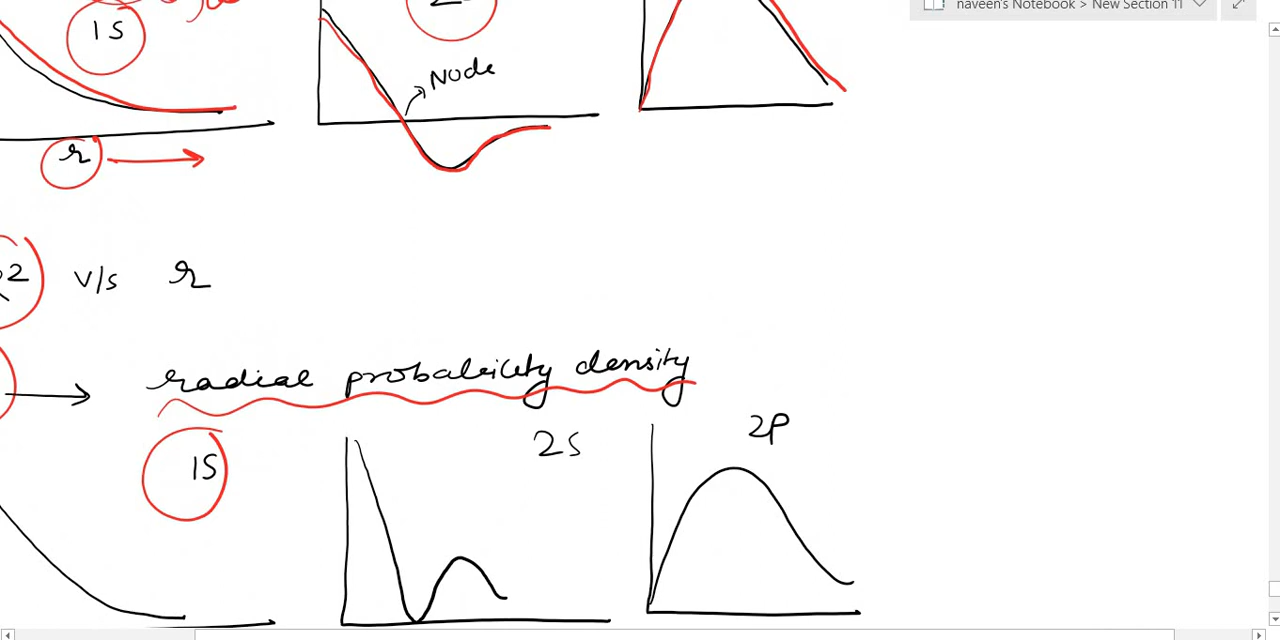 naveen's Notebook > New Section 11
1S
Node
r
2 v/s r
radial probability density
1S
2S
2P